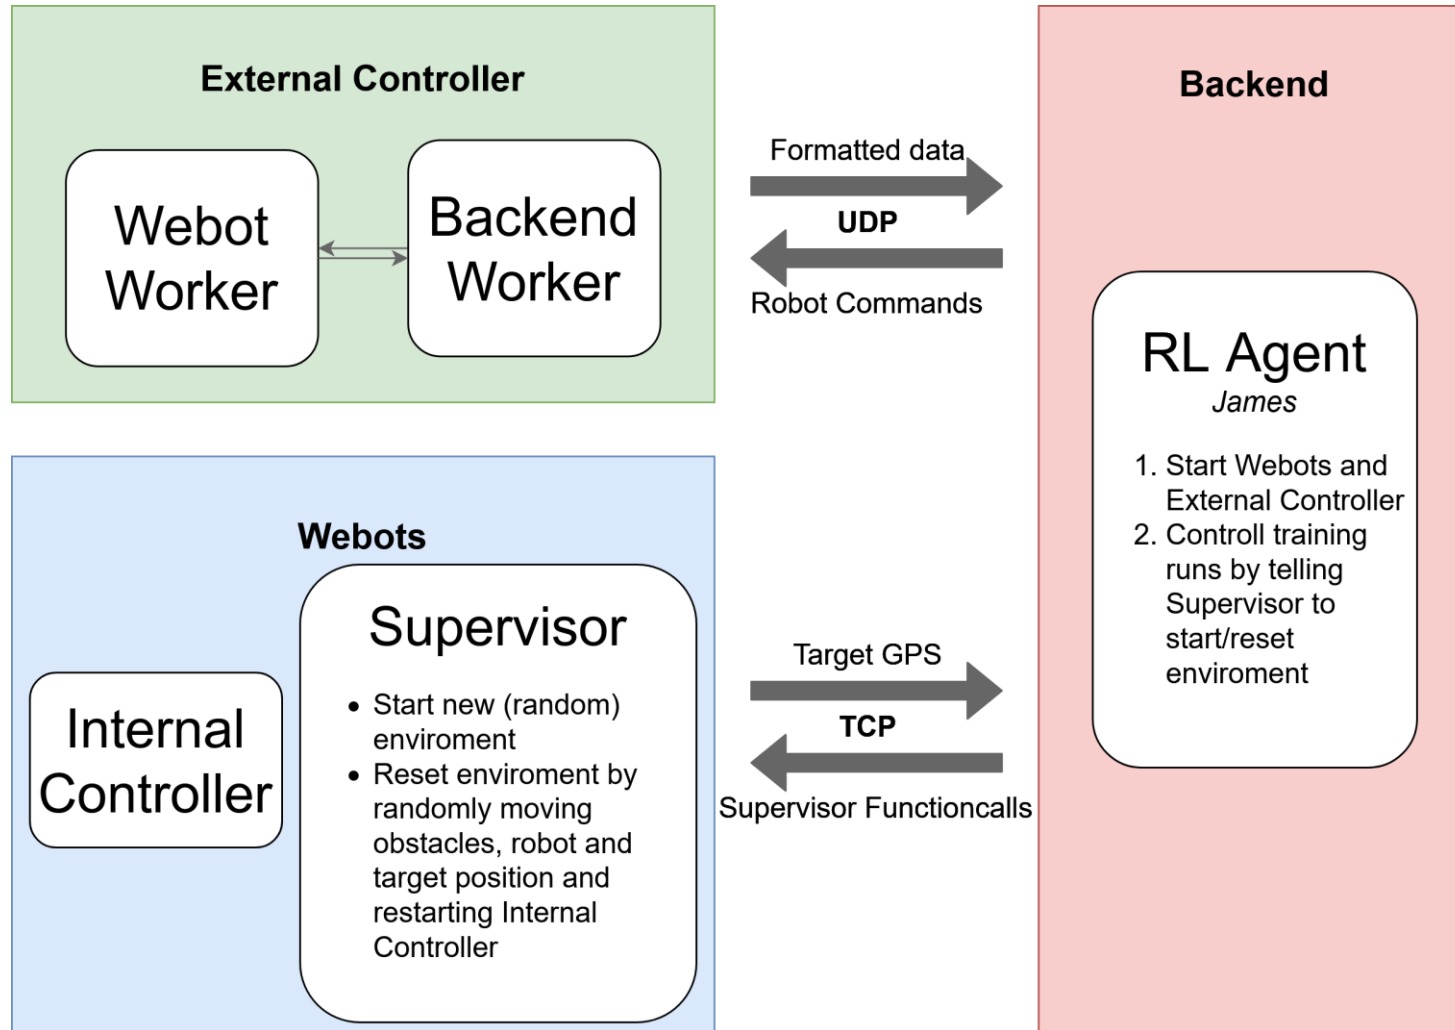 External Controller
Webot
Worker
Backend
Worker
Formatted data
UDP
Robot Commands
Backend
RL Agent
James
1. Start Webots and
External Controller
2. Controll training
runs by telling
Supervisor to
start/reset
enviroment
Webots
Internal
Controller
Supervisor
• Start new (random)
enviroment
• Reset enviroment by
randomly moving
obstacles, robot and
target position and
restarting Internal
Controller
Target GPS
TCP
Supervisor Functioncalls